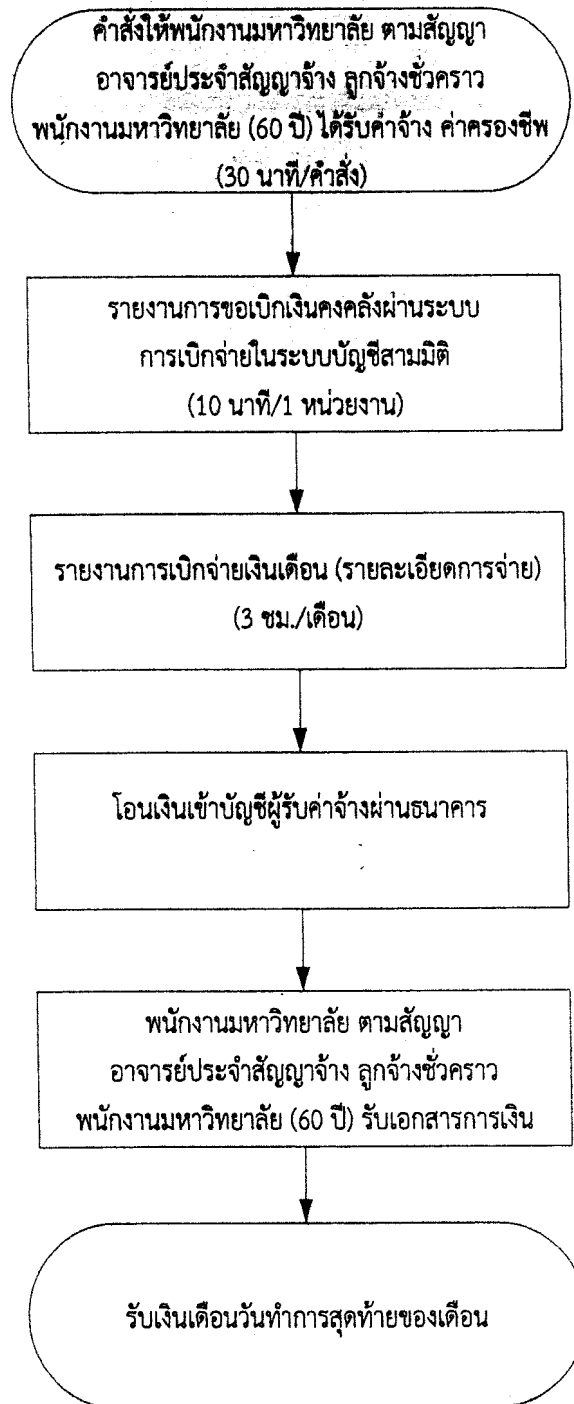 คำสั่งให้พนักงานมหาวิทยาลัย ตามสัญญา
อาจารย์ประจำสัญญาจ้าง ลูกจ้างชั่วคราว
พนักงานมหาวิทยาลัย (60 ปี) ได้รับค่าจ้าง ค่าครองชีพ
(30 นาที/คำสั่ง)
รายงานการขอเบิกเงินคงคลังผ่านระบบ
การเบิกจ่ายในระบบบัญชีสามมิติ
(10 นาที/1 หน่วยงาน)
รายงานการเบิกจ่ายเงินเดือน (รายละเอียดการจ่าย)
(3 ชม./เดือน)
โอนเงินเข้าบัญชีผู้รับค่าจ้างผ่านธนาคาร
พนักงานมหาวิทยาลัย ตามสัญญา
อาจารย์ประจำสัญญาจ้าง ลูกจ้างชั่วคราว
พนักงานมหาวิทยาลัย (60 ปี) รับเอกสารการเงิน
รับเงินเดือนวันทำการสุดท้ายของเดือน